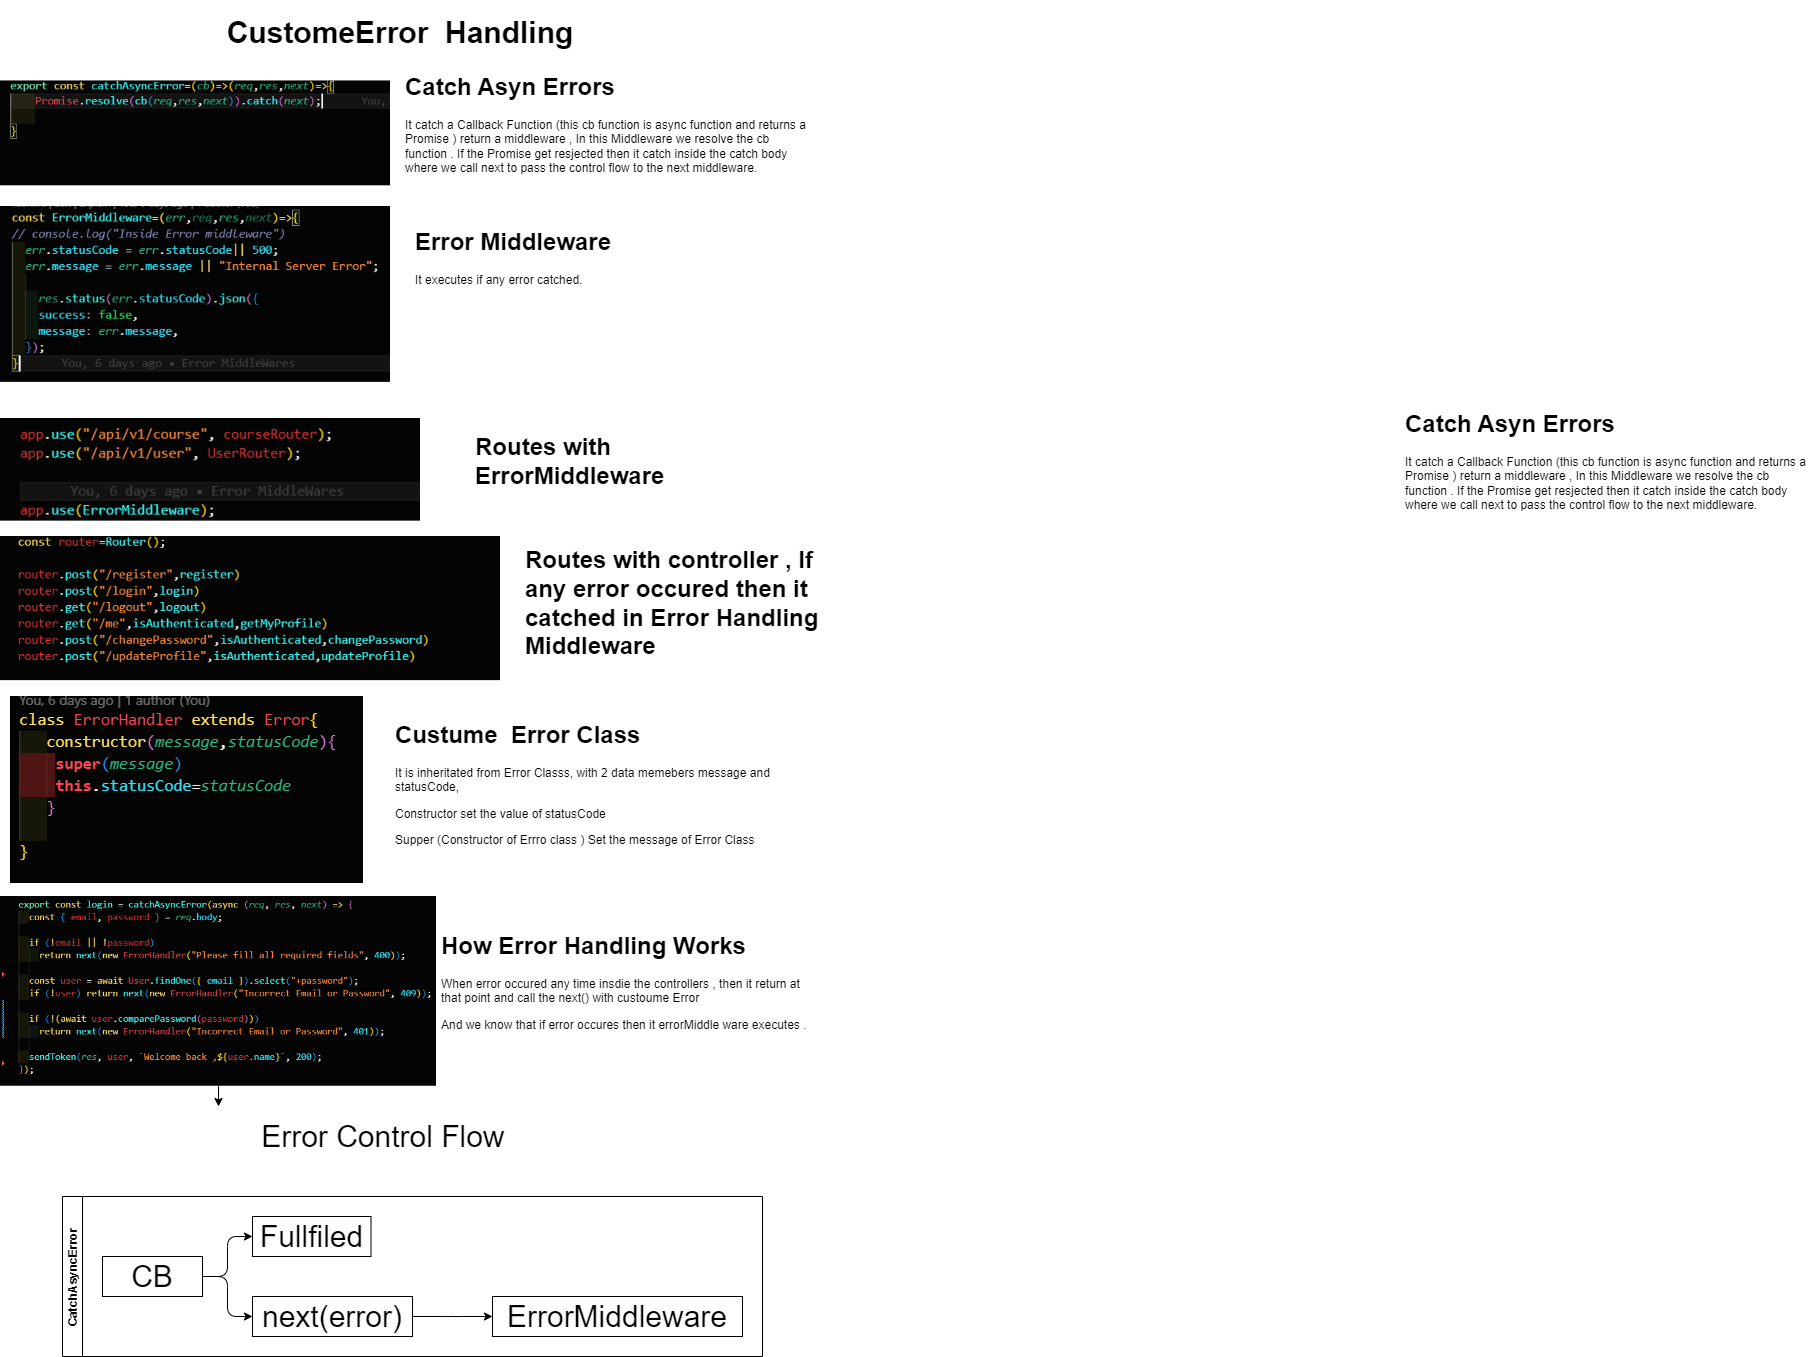 CustomeError  Handling
export const catchAsyncError=(cb)=>(req,res,next)=>{
Promise.resolve(cb(req,res,next)).catch(next);
You,
}
Catch Asyn Errors
It catch a Callback Function (this cb function is async function and returns a
Promise ) return a middleware , In this Middleware we resolve the cb
function . If the Promise get resjected then it catch inside the catch body
where we call next to pass the control flow to the next middleware.
const ErrorMiddleware=(err,req,res,next)=>{
// console.log("Inside Error middleware")
err.statusCode = err.statusCode|| 500;
err.message = err.message || "Internal Server Error";
res.status(err.statusCode).json({
success: false,
message: err.message,
});
}
You, 6 days ago • Error MiddleWares
Error Middleware
It executes if any error catched.
app.use("/api/v1/course", courseRouter);
app.use("/api/v1/user", UserRouter);
You, 6 days ago • Error MiddleWares
app.use(ErrorMiddleware);
Routes with
ErrorMiddleware
Catch Asyn Errors
It catch a Callback Function (this cb function is async function and returns a
Promise ) return a middleware , In this Middleware we resolve the cb
function . If the Promise get resjected then it catch inside the catch body
where we call next to pass the control flow to the next middleware.
const router=Router();
router.post("/register",register)
router.post("/login",login)
router.get("/logout",logout)
router.get("/me",isAuthenticated,getMyProfile)
router.post("/changePassword",isAuthenticated,changePassword)
router.post("/updateProfile",isAuthenticated,updateProfile)
Routes with controller , If
any error occured then it
catched in Error Handling
Middleware
You, 6 days ago | 1 author (You)
class ErrorHandler extends Error{
constructor(message,statusCode){
super(message)
this.statusCode=statusCode
}
}
Custume  Error Class
It is inheritated from Error Classs, with 2 data memebers message and
statusCode,
Constructor set the value of statusCode
Supper (Constructor of Errro class ) Set the message of Error Class
export const login = catchAsyncError(async (req, res, next) => {
const { email, password } = req.body;
if (!email || !password)
return next(new ErrorHandler("Please fill all required fields", 400));
const user = await User.findOne({ email }).select("+password");
if (!user) return next(new ErrorHandler("Incorrect Email or Password", 409));
if (!(await user.comparePassword(password)))
return next(new ErrorHandler("Incorrect Email or Password", 401));
sendToken(res, user, `Welcome back ,${user.name}`, 200);
});
How Error Handling Works
When error occured any time insdie the controllers , then it return at
that point and call the next() with custoume Error
And we know that if error occures then it errorMiddle ware executes .
Error Control Flow
CatchAsyncError
CB
Fullfiled
next(error)
ErrorMiddleware